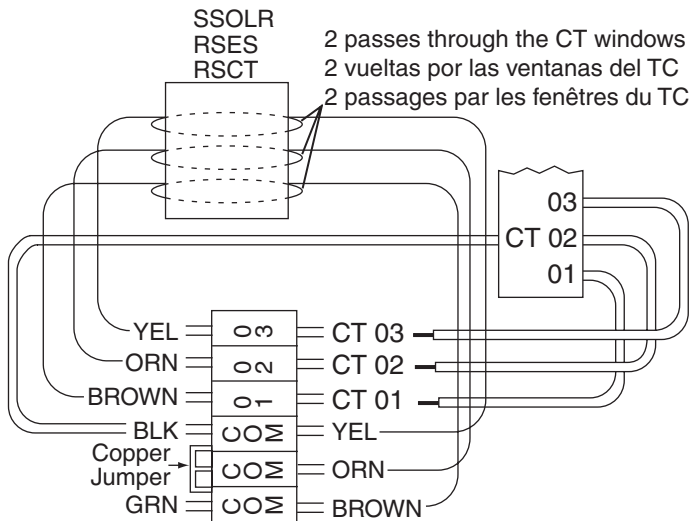 SSOLR
RSES
RSCT
2 passes through the CT windows
2 vueltas por las ventanas del TC
2 passages par les fenêtres du TC
03
CT 02
01
YEL 03 CT 03
ORN 02 CT 02
BROWN 01 CT 01
BLK COM YEL
Copper
Jumper
COM ORN
GRN COM BROWN